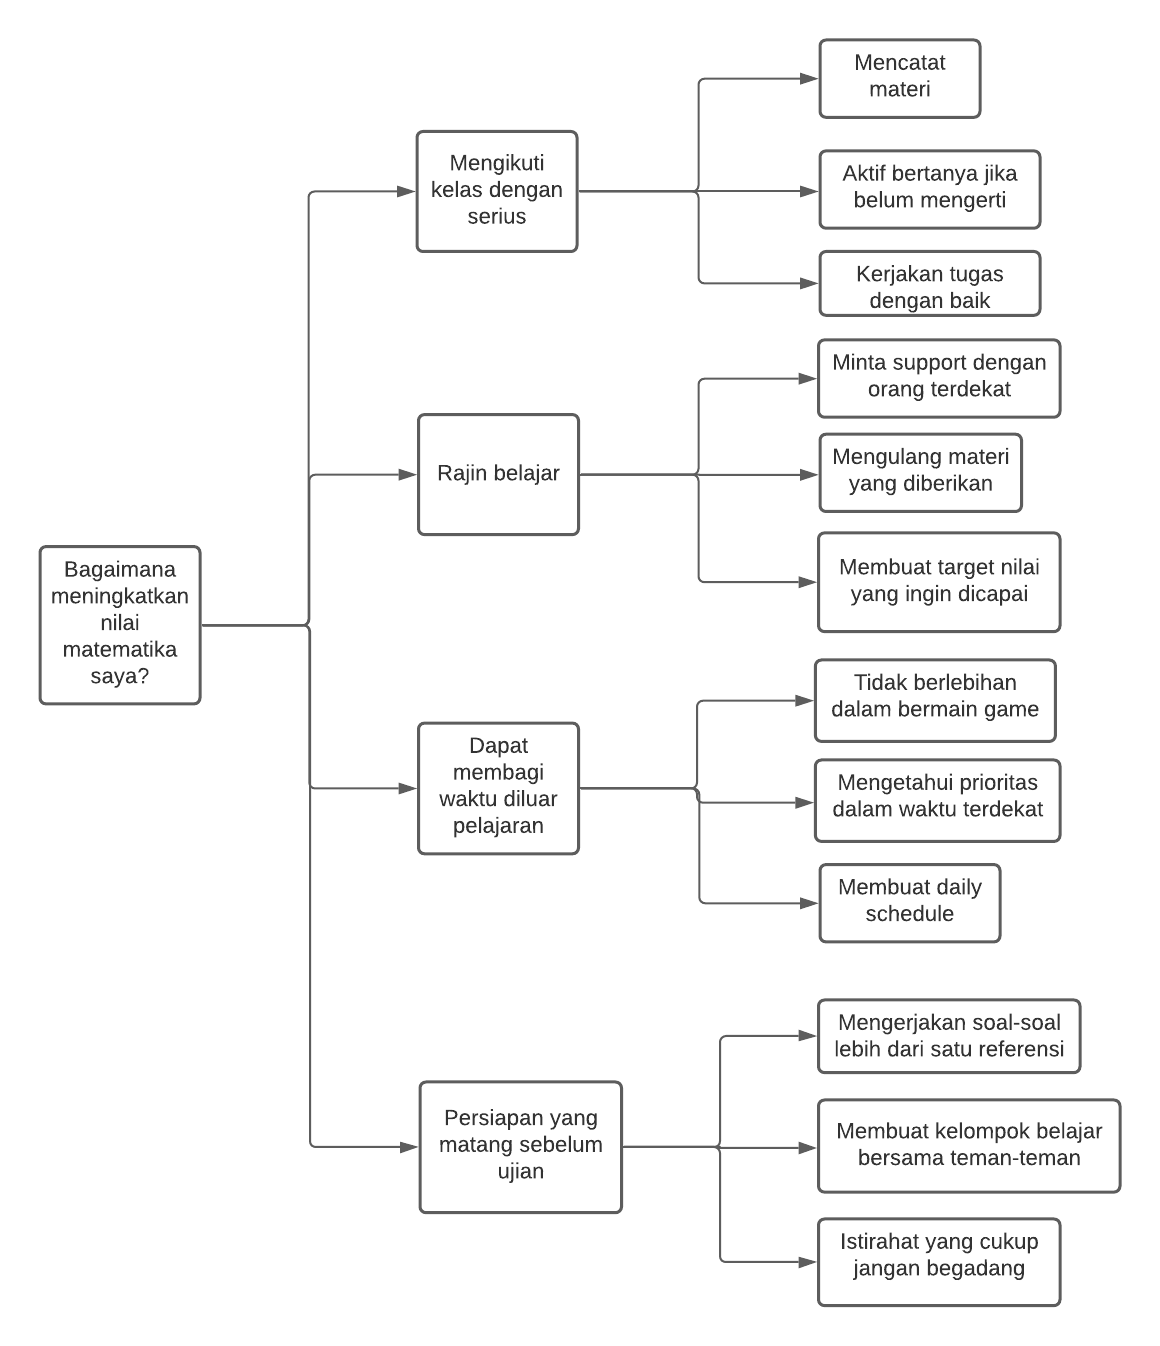 Bagaimana
meningkatkan
nilai
matematika
saya?
Mengikuti
kelas dengan
serius
Mencatat
materi
Aktif bertanya jika
belum mengerti
Kerjakan tugas
dengan baik
Rajin belajar
Minta support dengan
orang terdekat
Mengulang materi
yang diberikan
Membuat target nilai
yang ingin dicapai
Dapat
membagi
waktu diluar
pelajaran
Tidak berlebihan
dalam bermain game
Mengetahui prioritas
dalam waktu terdekat
Membuat daily
schedule
Persiapan yang
matang sebelum
ujian
Mengerjakan soal-soal
lebih dari satu referensi
Membuat kelompok belajar
bersama teman-teman
Istirahat yang cukup
jangan begadang